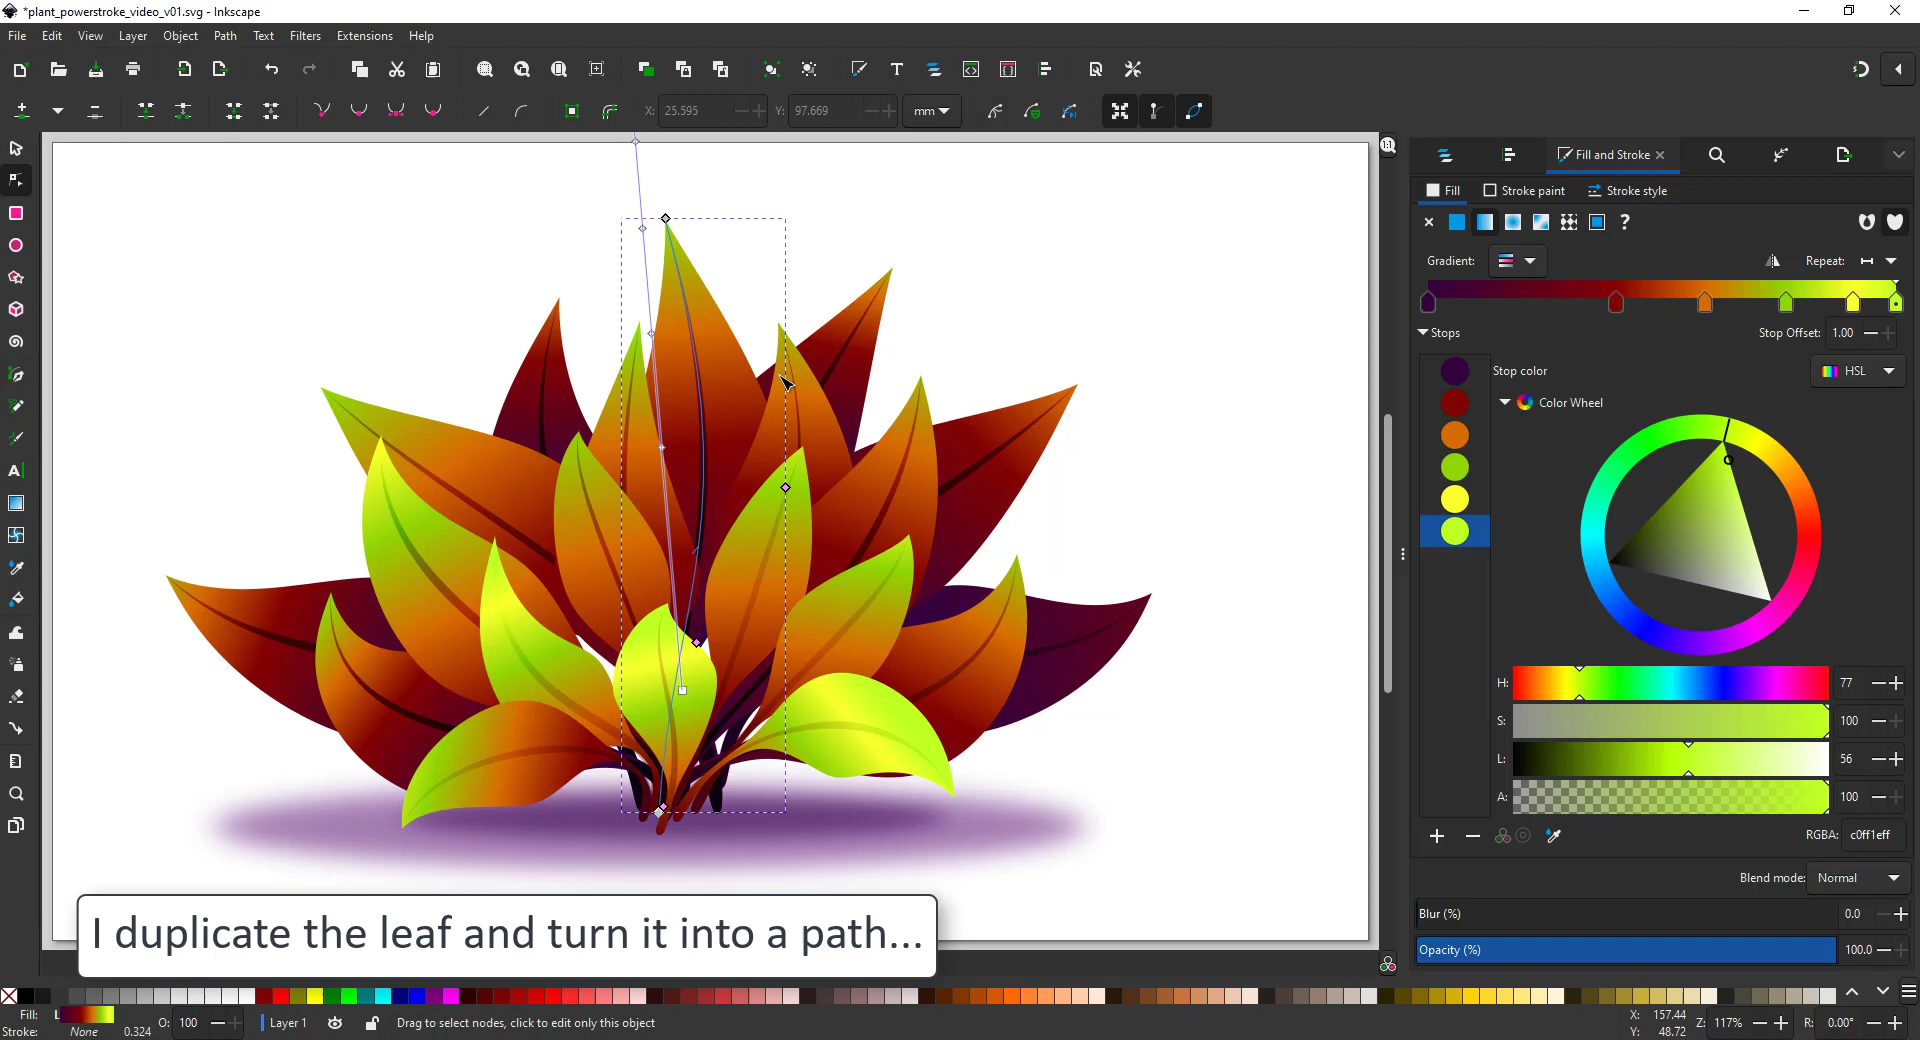 *plant_powerstroke_video_v01.svg - Inkscape
File Edit View Layer Object Path Text Filters Extensions Help
X: 25.595 Y: 97.669 mm
1:1
Fill and Stroke
Fill Stroke paint Stroke style
?
Gradient: Repeat:
Stops Stop Offset: 1.00
Stop color HSL
Color Wheel
H: 77
S: 100
L: 56
A: 100
RGBA: c0ff1eff
Blend mode: Normal
Blur (%) 0.0
Opacity (%) 100.0
I duplicate the leaf and turn it into a path...
Fill: L O: 100 Layer 1 Drag to select nodes, click to edit only this object X: 157.44 Z: 117% R: 0.00°
Stroke: None 0.324 Y: 48.72